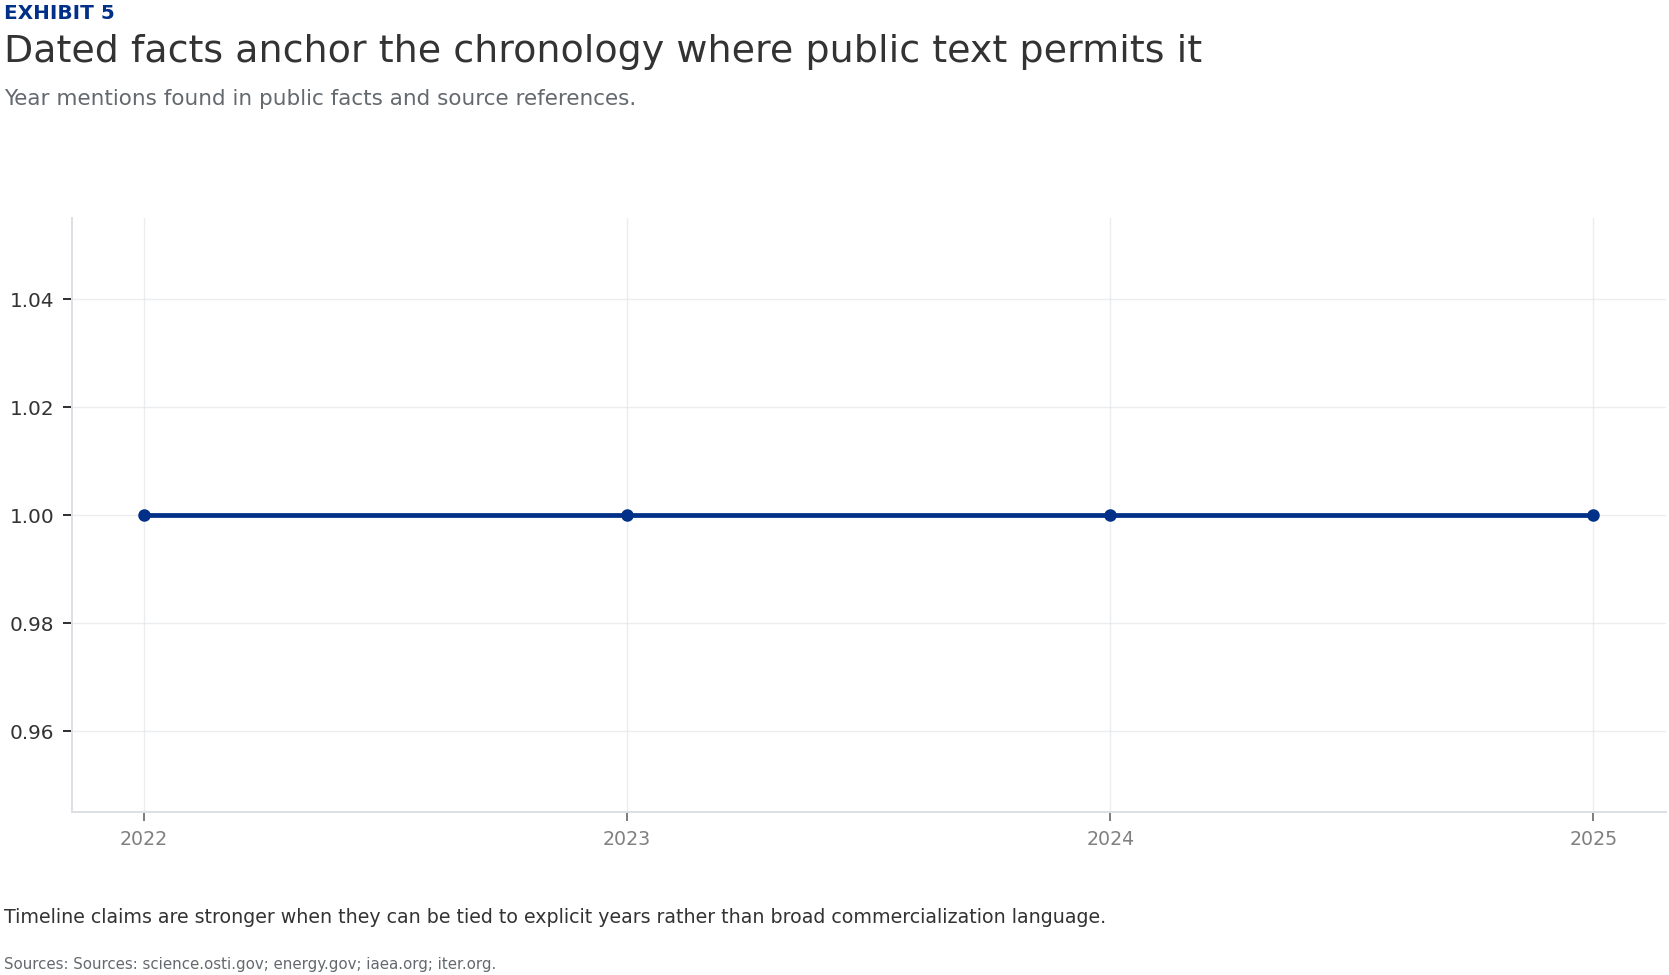 EXHIBIT 5
Dated facts anchor the chronology where public text permits it
Year mentions found in public facts and source references.
1.04
1.02
1.00
0.98
0.96
2022 2023 2024 2025
Timeline claims are stronger when they can be tied to explicit years rather than broad commercialization language.
Sources: Sources: science.osti.gov; energy.gov; iaea.org; iter.org.